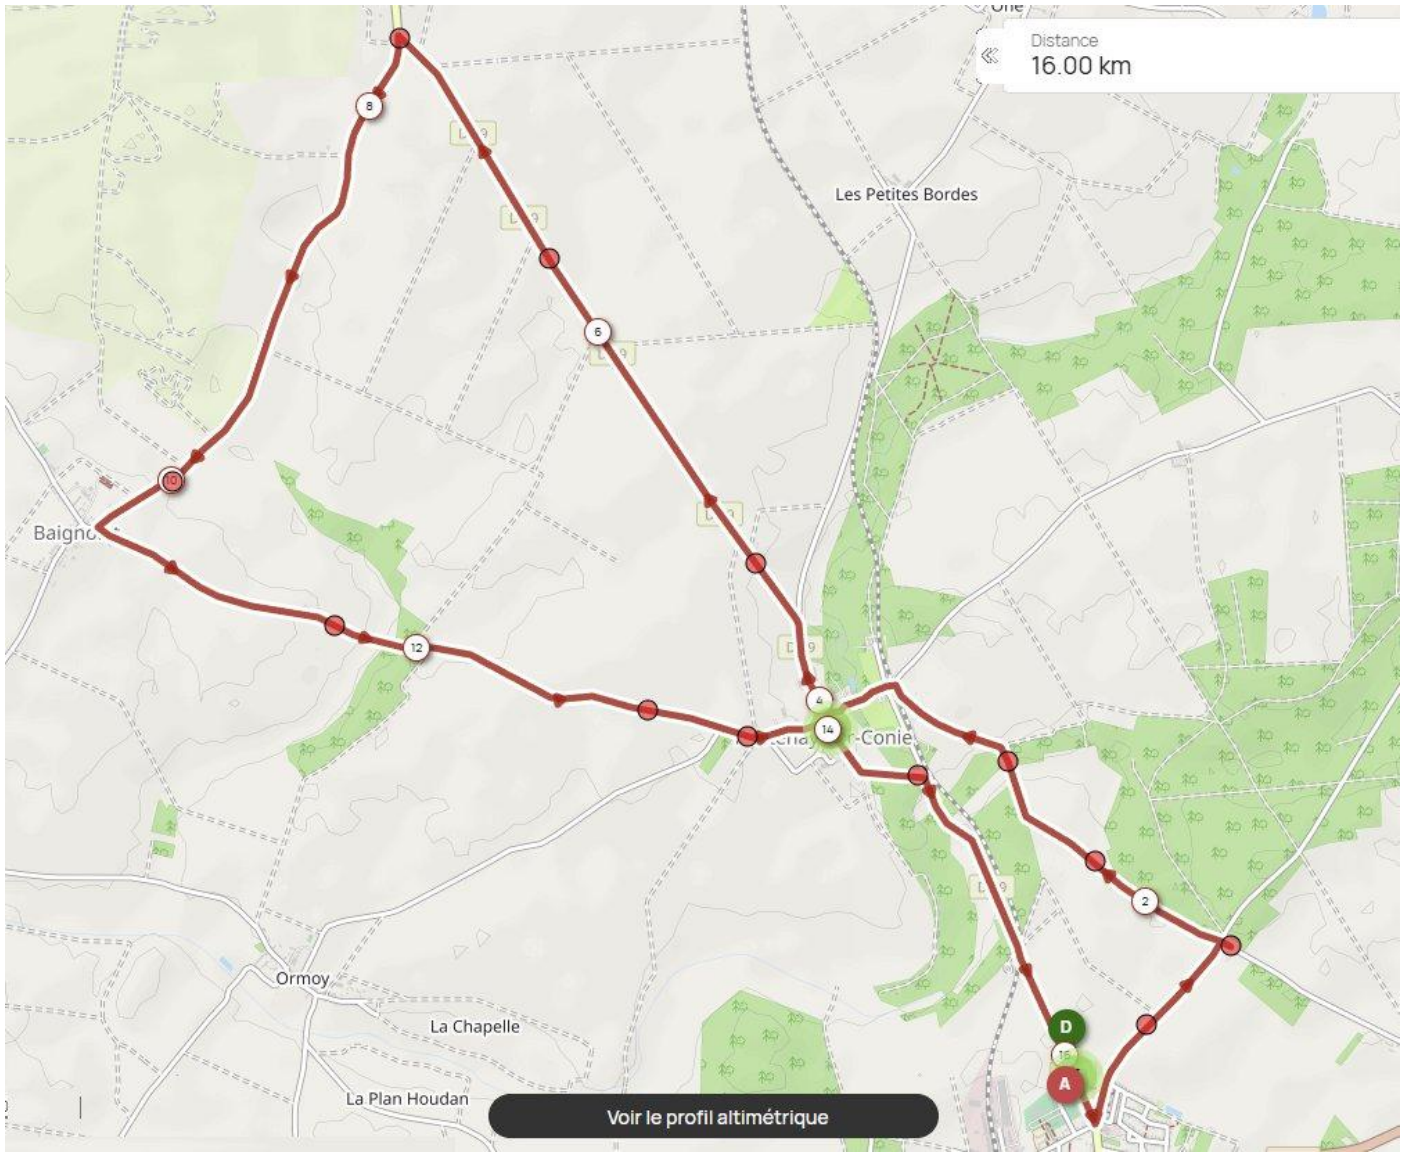 Distance
16.00 km
8
Les Petites Bordes
6
10
12
4
14
2
Ormoy
D
16
A
La Chapelle
La Plan Houdan
Voir le profil altimétrique